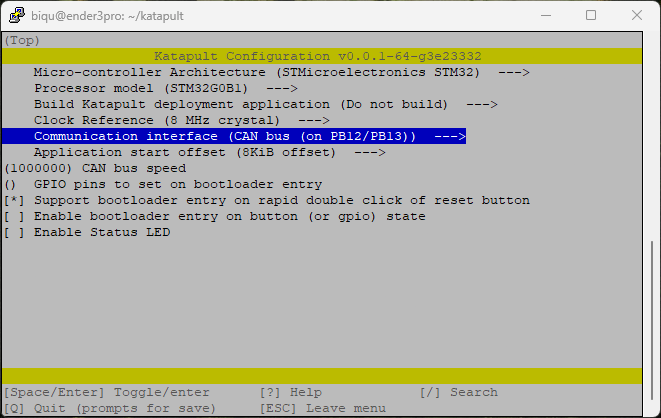 biqu@ender3pro: ~/katapult
(Top)
Katapult Configuration v0.0.1-64-g3e23332
Micro-controller Architecture (STMicroelectronics STM32)  --->
Processor model (STM32G0B1)  --->
Build Katapult deployment application (Do not build)  --->
Clock Reference (8 MHz crystal)  --->
Communication interface (CAN bus (on PB12/PB13))  --->
Application start offset (8KiB offset)  --->
(1000000) CAN bus speed
()  GPIO pins to set on bootloader entry
[*] Support bootloader entry on rapid double click of reset button
[ ] Enable bootloader entry on button (or gpio) state
[ ] Enable Status LED
[Space/Enter] Toggle/enter      [?] Help             [/] Search
[Q] Quit (prompts for save)     [ESC] Leave menu